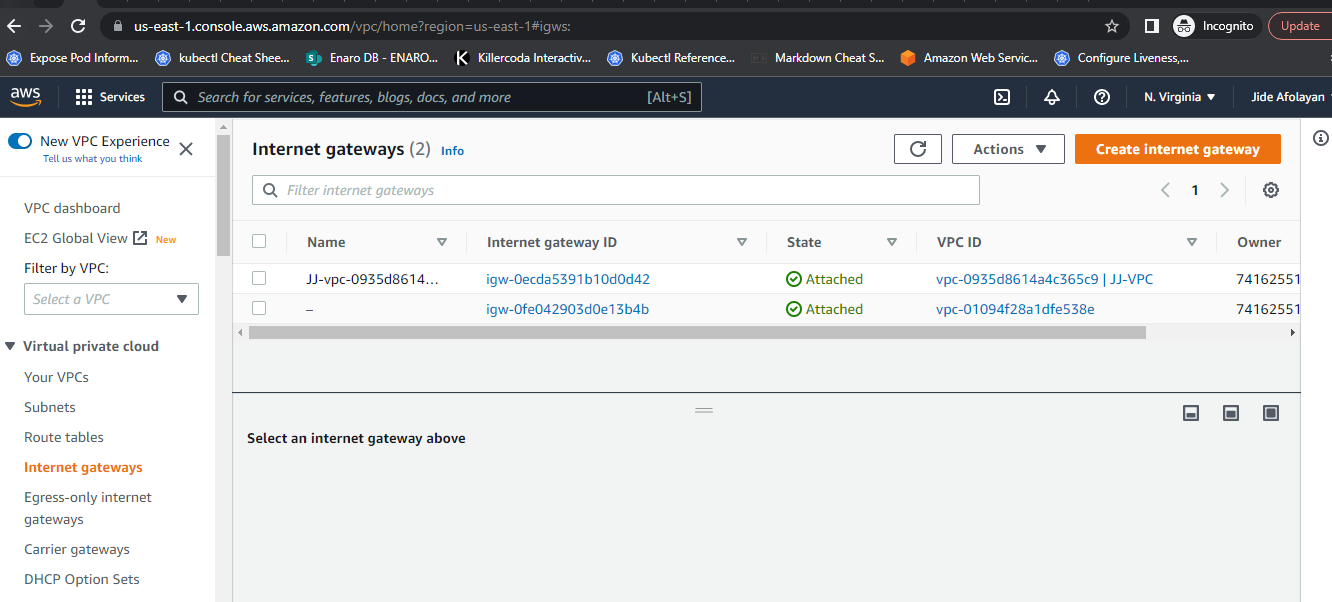 us-east-1.console.aws.amazon.com/vpc/home?region=us-east-1#igws:
Incognito
Update
Expose Pod Inform...
kubectl Cheat Shee...
Enaro DB - ENARO...
Killercoda Interactiv...
Kubectl Reference...
Markdown Cheat S...
Amazon Web Servic...
Configure Liveness,...
aws
Services
Search for services, features, blogs, docs, and more
[Alt+S]
N. Virginia
Jide Afolayan
New VPC Experience
Tell us what you think
VPC dashboard
EC2 Global View New
Filter by VPC:
Select a VPC
Virtual private cloud
Your VPCs
Subnets
Route tables
Internet gateways
Egress-only internet
gateways
Carrier gateways
DHCP Option Sets
Internet gateways (2) Info
Actions
Create internet gateway
Filter internet gateways
1
Name Internet gateway ID State VPC ID Owner
JJ-vpc-0935d8614... igw-0ecda5391b10d0d42 Attached vpc-0935d8614a4c365c9 | JJ-VPC 74162551
– igw-0fe042903d0e13b4b Attached vpc-01094f28a1dfe538e 74162551
Select an internet gateway above